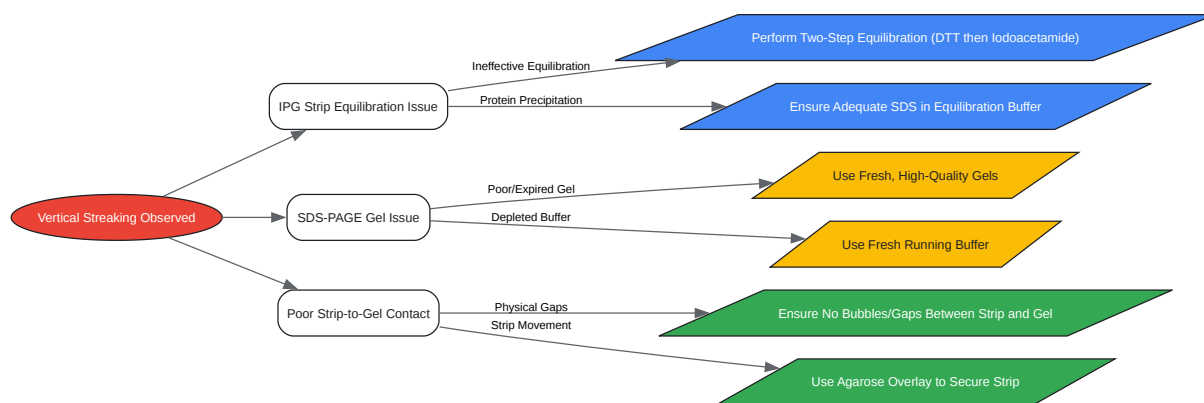 Perform Two-Step Equilibration (DTT then Iodoacetamide)
Ineffective Equilibration
IPG Strip Equilibration Issue
Protein Precipitation
Ensure Adequate SDS in Equilibration Buffer
Poor/Expired Gel
Use Fresh, High-Quality Gels
Vertical Streaking Observed
SDS-PAGE Gel Issue
Depleted Buffer
Use Fresh Running Buffer
Poor Strip-to-Gel Contact
Physical Gaps
Ensure No Bubbles/Gaps Between Strip and Gel
Strip Movement
Use Agarose Overlay to Secure Strip